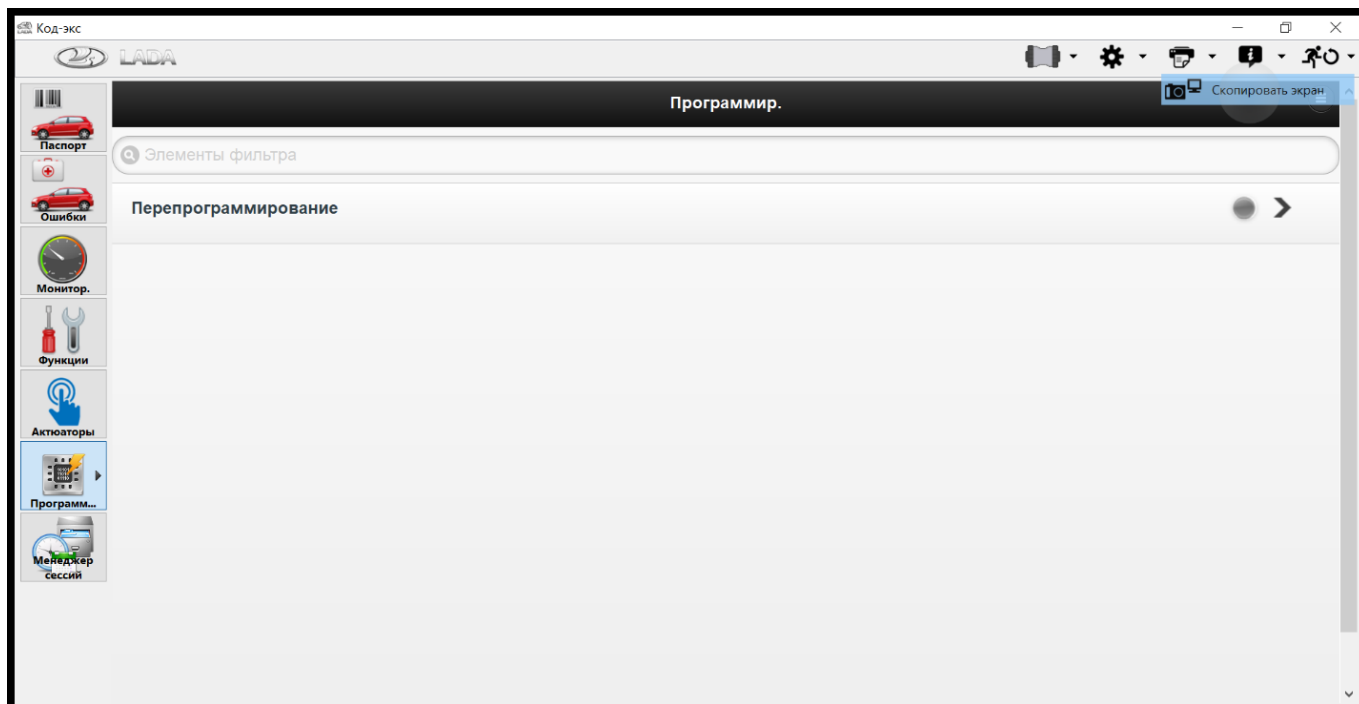 Код-экс
LADA
Скопировать экран
Программир.
Паспорт
Элементы фильтра
Ошибки
Перепрограммирование
Монитор.
Функции
Актюаторы
Программ...
Менеджер
сессий